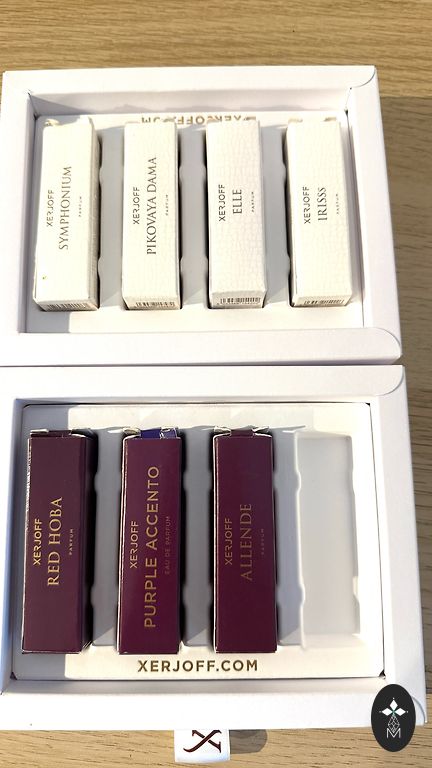 XERJOFF.COM
XERJOFF
SYMPHONIUM
XERJOFF
PIKOVAYA DAMA
PARFUM
XERJOFF
ELLE
PARFUM
XERJOFF
IRISSS
PARFUM
XERJOFF
RED HOBA
PARFUM
XERJOFF
PURPLE ACCENTO
EAU DE PARFUM
XERJOFF
ALLENDE
PARFUM
XERJOFF.COM
X
M